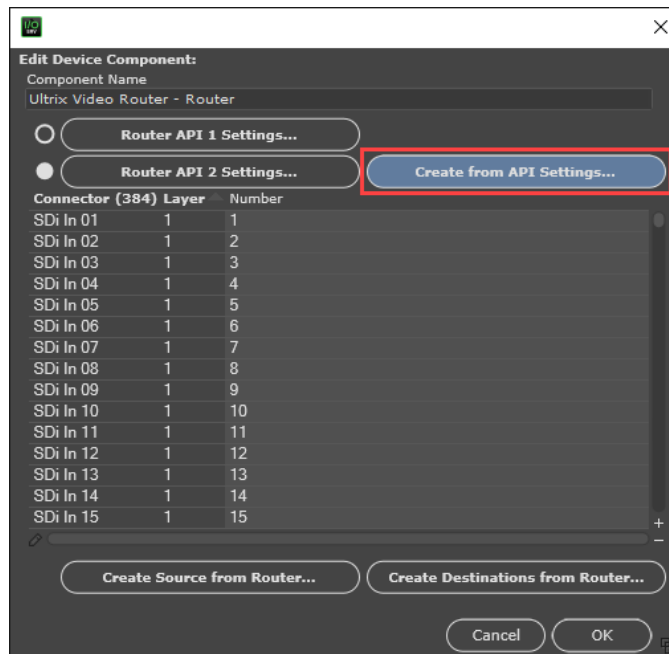 I/O
SRV
Edit Device Component:
Component Name
Ultrix Video Router - Router
Router API 1 Settings...
Router API 2 Settings... Create from API Settings...
Connector (384) Layer Number
SDi In 01 1 1
SDi In 02 1 2
SDi In 03 1 3
SDi In 04 1 4
SDi In 05 1 5
SDi In 06 1 6
SDi In 07 1 7
SDi In 08 1 8
SDi In 09 1 9
SDi In 10 1 10
SDi In 11 1 11
SDi In 12 1 12
SDi In 13 1 13
SDi In 14 1 14
SDi In 15 1 15
Create Source from Router... Create Destinations from Router...
Cancel OK